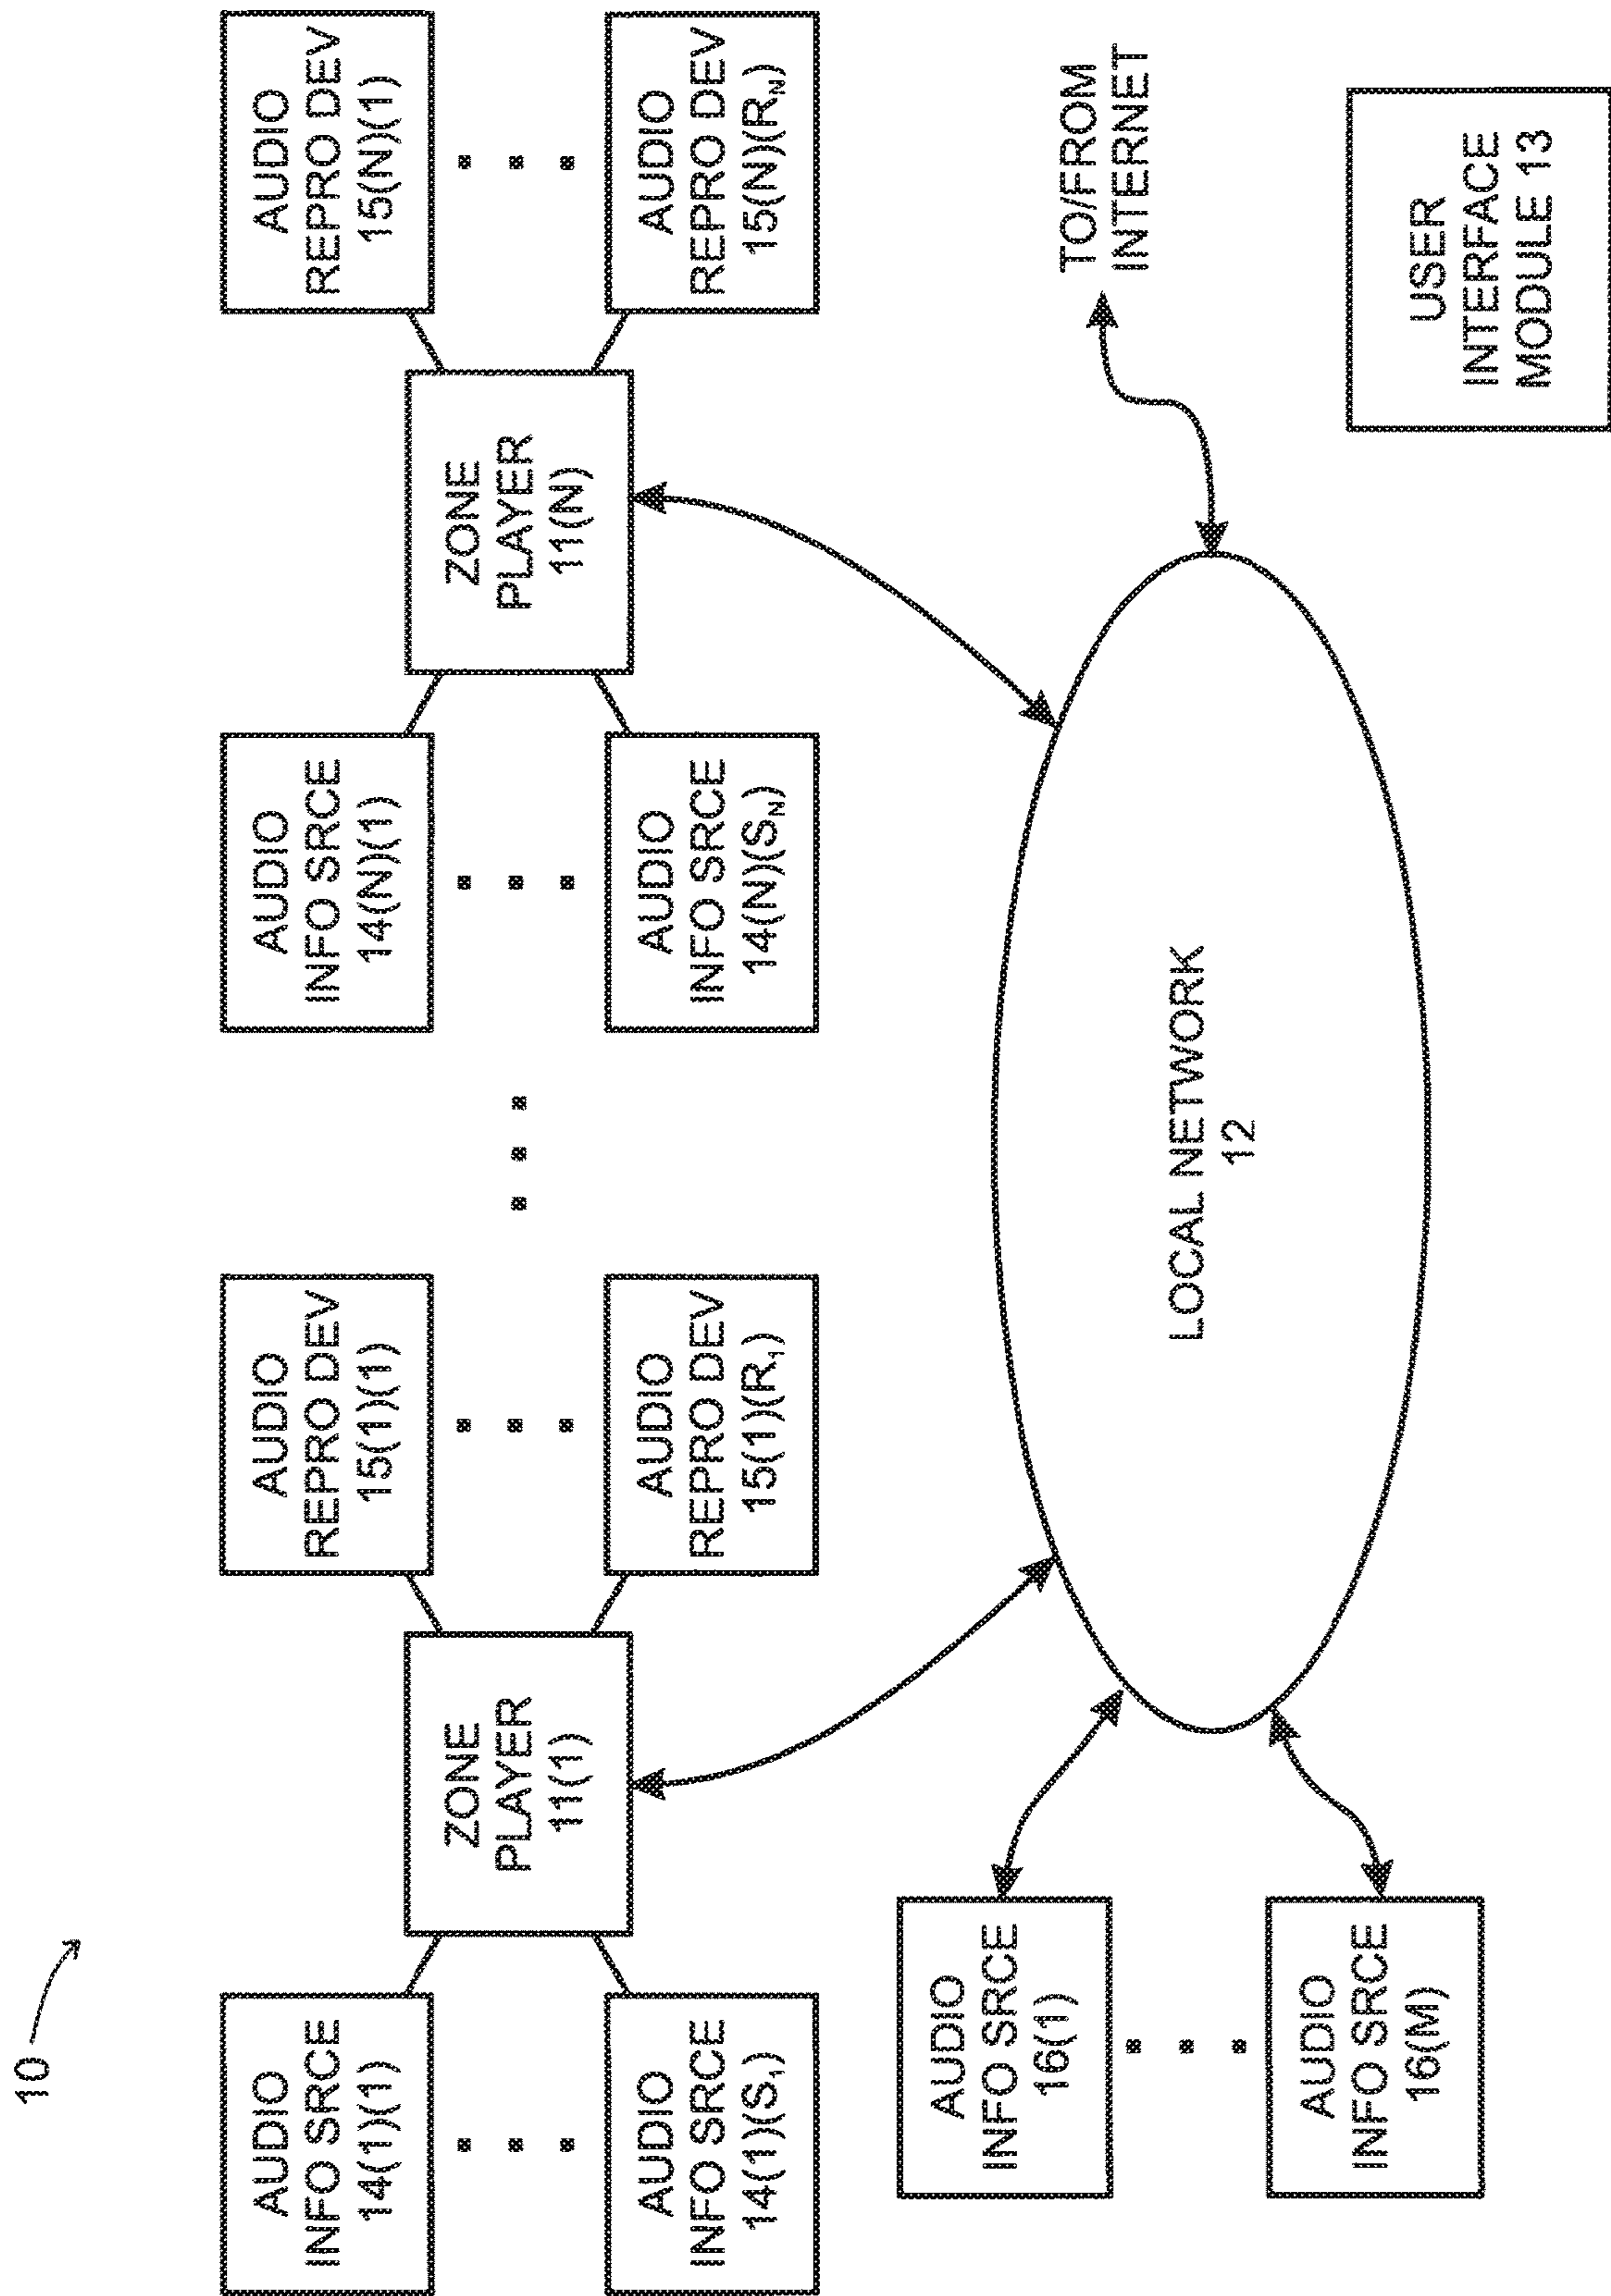 10
AUDIO
INFO SRCE
14(1)(1)
AUDIO
INFO SRCE
14(1)(S₁)
ZONE
PLAYER
11(1)
AUDIO
REPRO DEV
15(1)(1)
AUDIO
REPRO DEV
15(1)(R₁)
AUDIO
INFO SRCE
14(N)(1)
AUDIO
INFO SRCE
14(N)(S_N)
ZONE
PLAYER
11(N)
AUDIO
REPRO DEV
15(N)(1)
AUDIO
REPRO DEV
15(N)(R_N)
AUDIO
INFO SRCE
16(1)
AUDIO
INFO SRCE
16(M)
LOCAL NETWORK
12
TO/FROM
INTERNET
USER
INTERFACE
MODULE 13